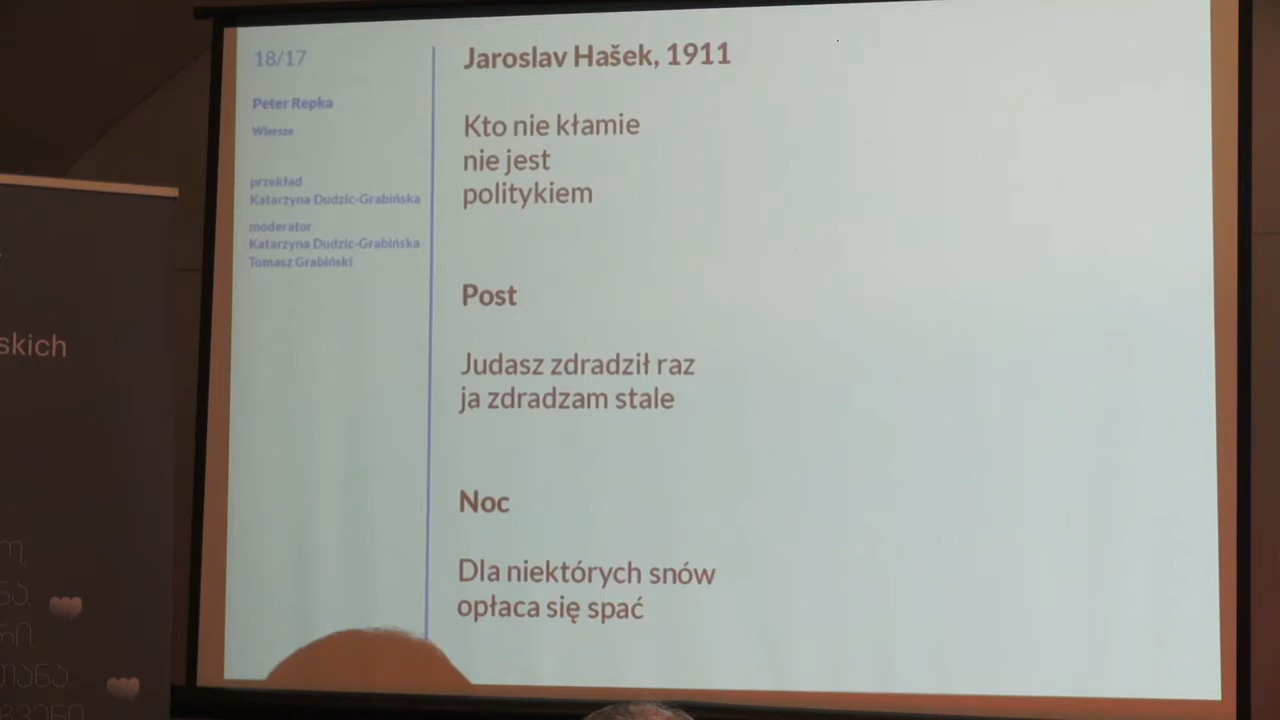 18/17
Peter Repka
Wiersze
przekład
Katarzyna Dudzic-Grabińska
moderator
Katarzyna Dudzic-Grabińska
Tomasz Grabiński
Jaroslav Hašek, 1911
Kto nie kłamie
nie jest
politykiem
Post
Judasz zdradził raz
ja zdradzam stale
Noc
Dla niektórych snów
opłaca się spać
skich